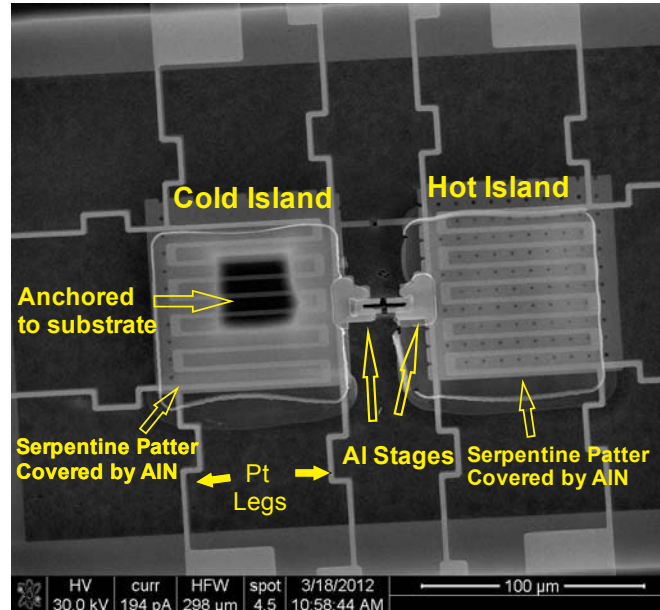 Cold Island
Hot Island
Anchored
to substrate
Serpentine Patter
Covered by AlN
Pt
Legs
Al Stages
Serpentine Patter
Covered by AlN
HV
30.0 kV
curr
194 pA
HFW
298 µm
spot
4.5
3/18/2012
10:58:44 AM
100 µm